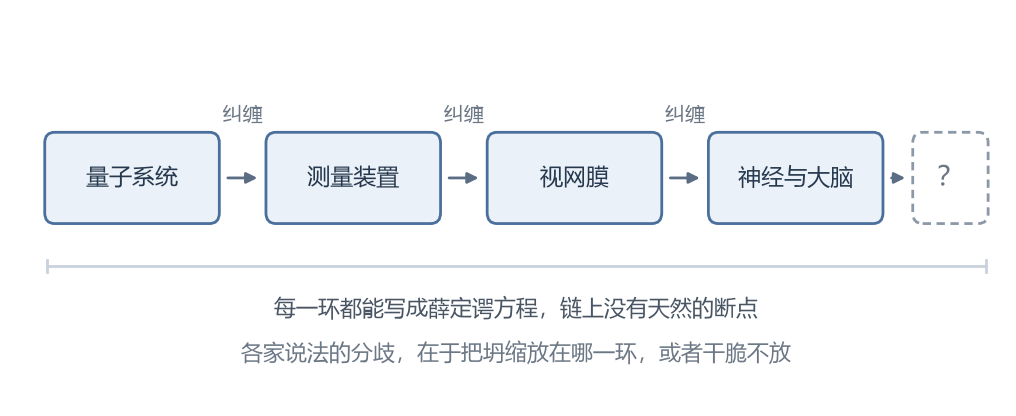 纠缠 纠缠 纠缠
量子系统 测量装置 视网膜 神经与大脑 ?
每一环都能写成薛定谔方程，链上没有天然的断点
各家说法的分歧，在于把坍缩放在哪一环，或者干脆不放